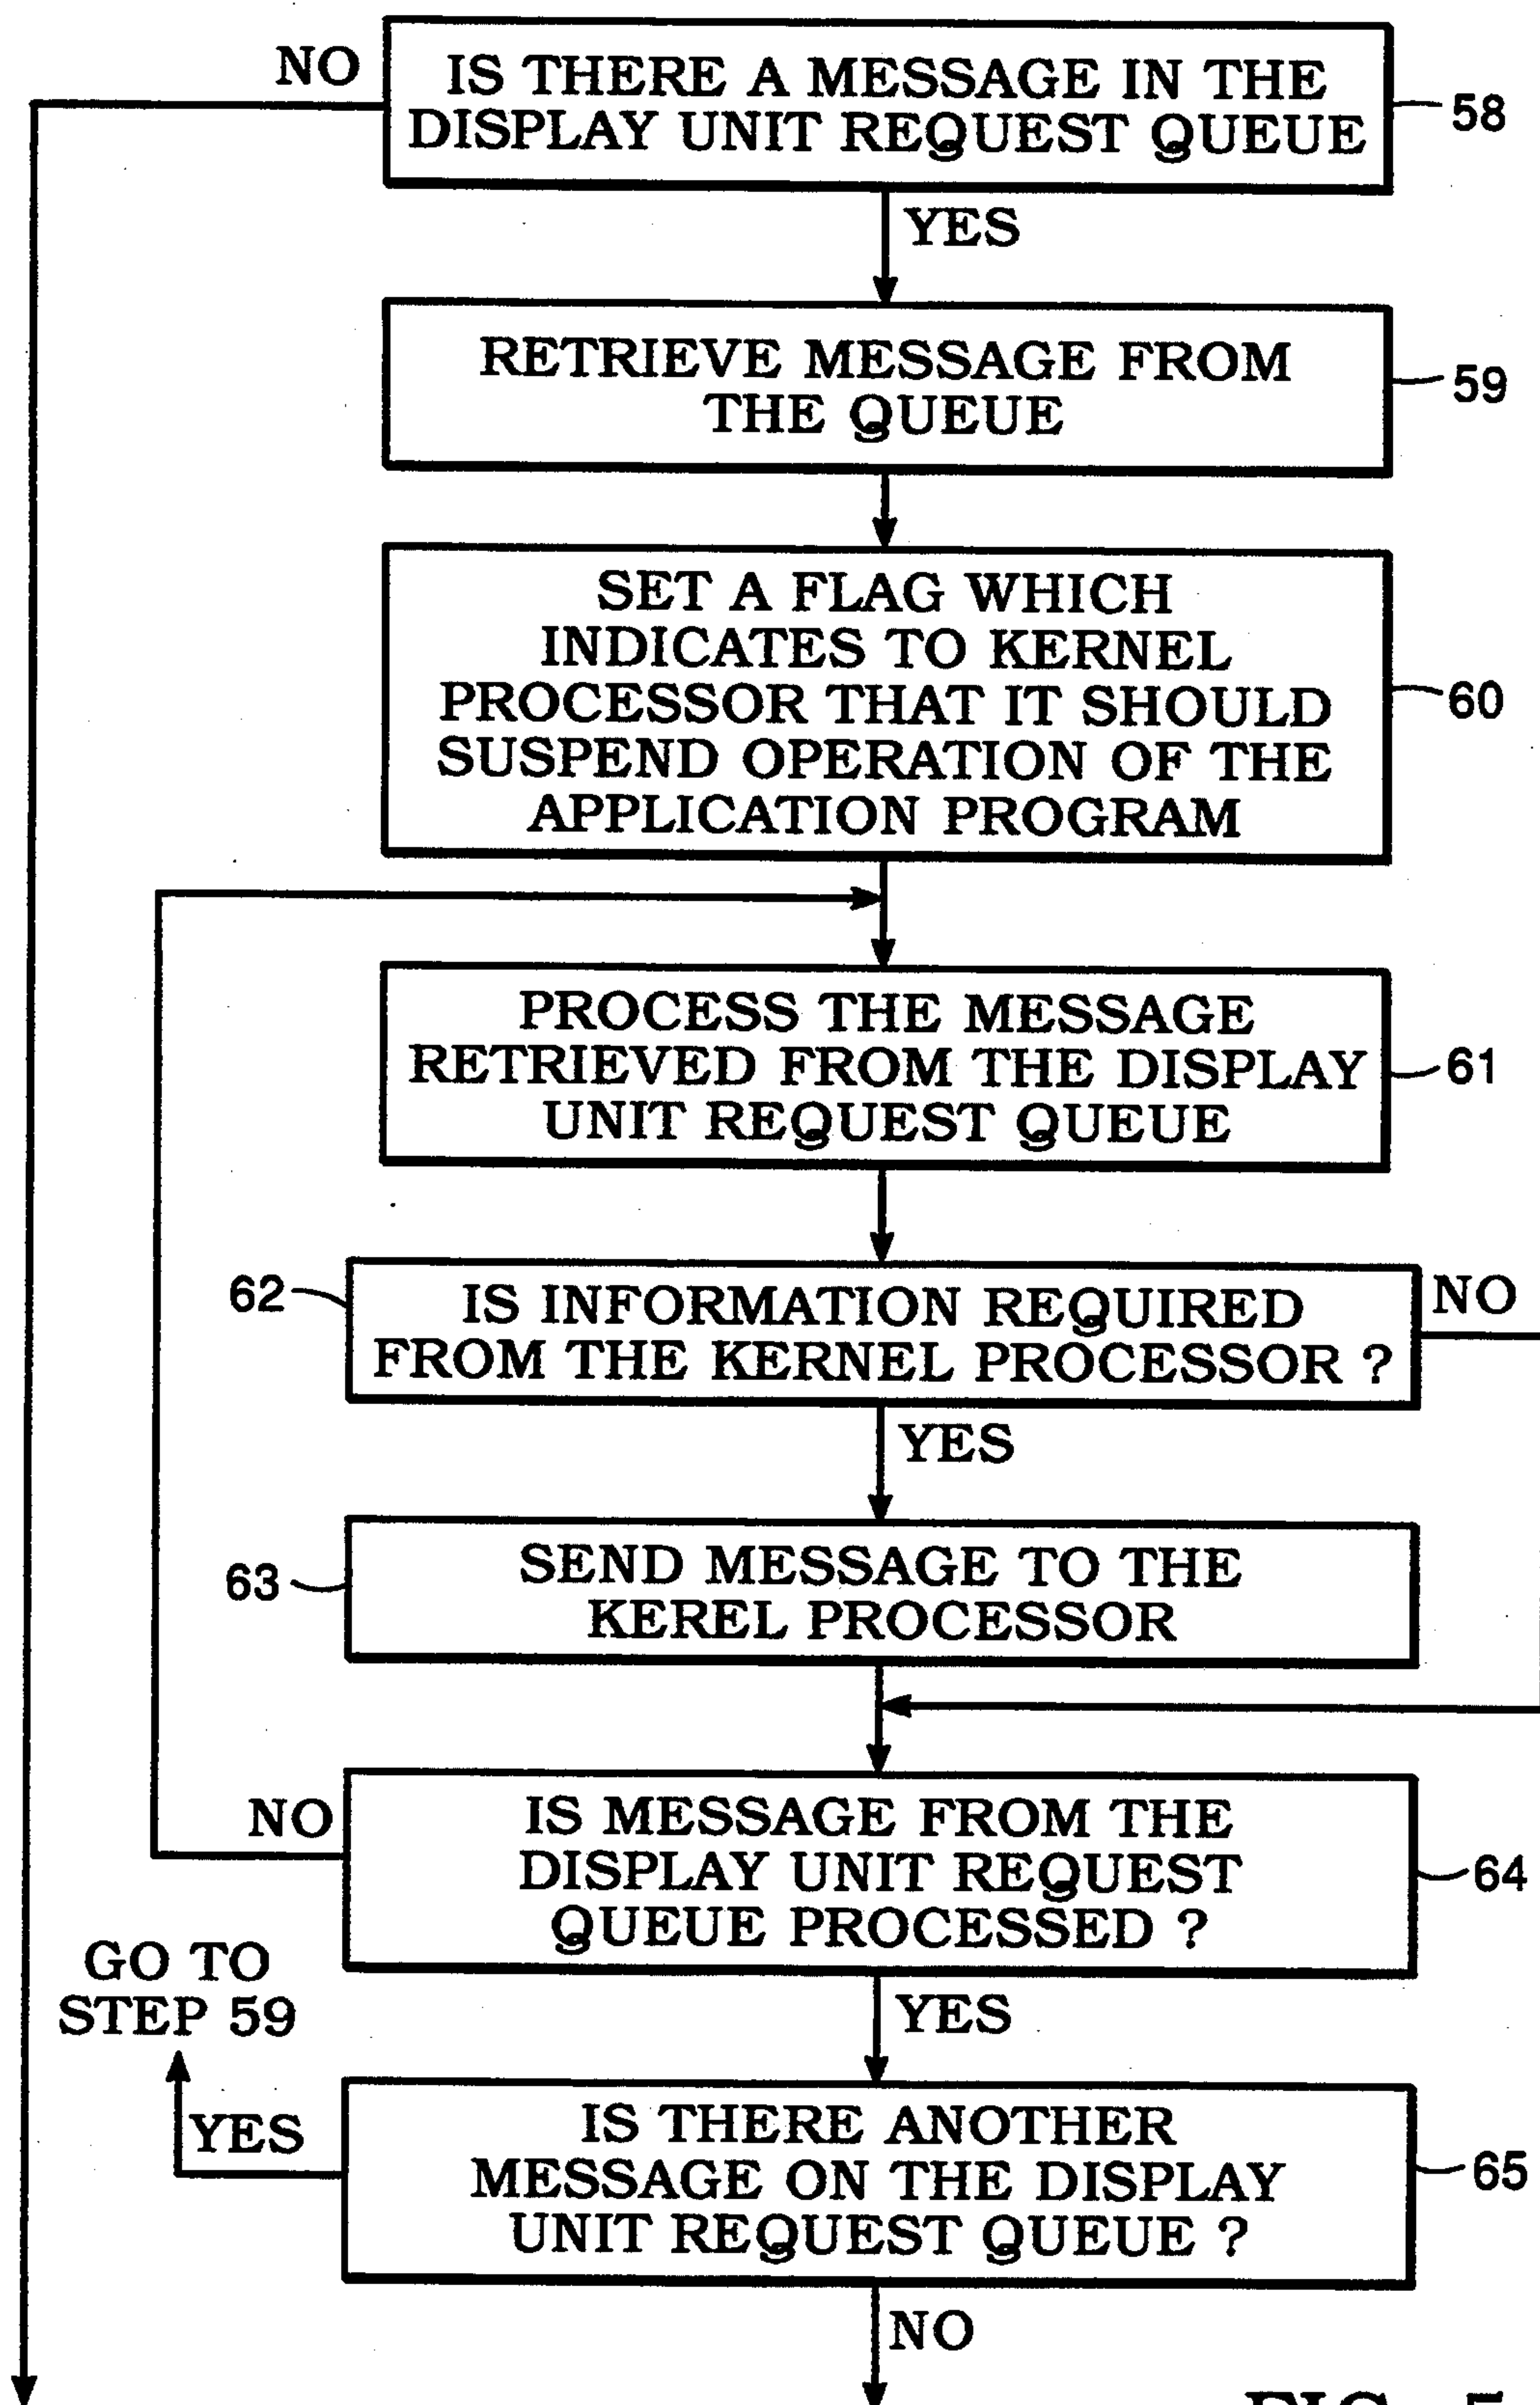 NO
IS THERE A MESSAGE IN THE
DISPLAY UNIT REQUEST QUEUE
58
YES
RETRIEVE MESSAGE FROM
THE QUEUE
59
SET A FLAG WHICH
INDICATES TO KERNEL
PROCESSOR THAT IT SHOULD
SUSPEND OPERATION OF THE
APPLICATION PROGRAM
60
PROCESS THE MESSAGE
RETRIEVED FROM THE DISPLAY
UNIT REQUEST QUEUE
61
62
IS INFORMATION REQUIRED
FROM THE KERNEL PROCESSOR ?
NO
YES
63
SEND MESSAGE TO THE
KEREL PROCESSOR
NO
IS MESSAGE FROM THE
DISPLAY UNIT REQUEST
QUEUE PROCESSED ?
64
GO TO
STEP 59
YES
YES
IS THERE ANOTHER
MESSAGE ON THE DISPLAY
UNIT REQUEST QUEUE ?
65
NO